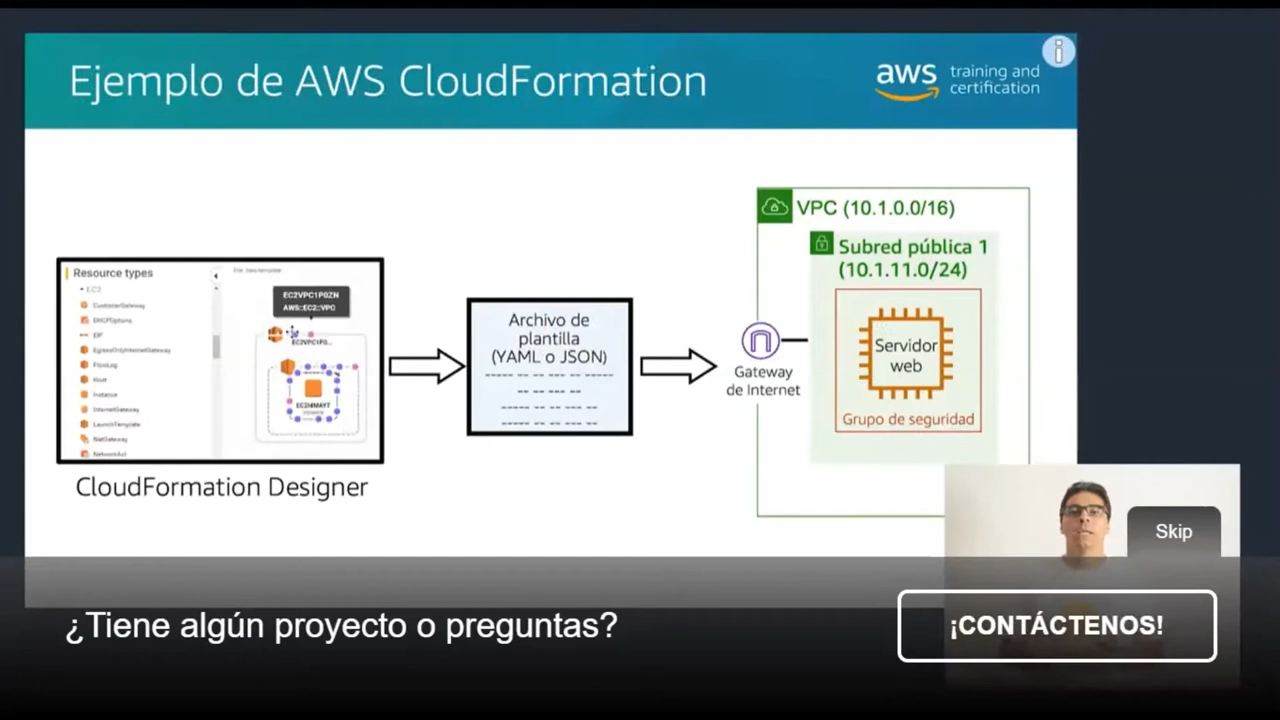 Ejemplo de AWS CloudFormation
aws training and
certification
Resource types
EC2
CustomerGateway
DHCPOptions
EIP
EgressOnlyInternetGateway
FlowLog
Host
Instance
InternetGateway
LaunchTemplate
NatGateway
NetworkAcl
EC2VPC1P0ZN
AWS::EC2::VPC
EC2VPC1P0...
CloudFormation Designer
Archivo de
plantilla
(YAML o JSON)
VPC (10.1.0.0/16)
Subred pública 1
(10.1.11.0/24)
Servidor
web
Grupo de seguridad
Gateway
de Internet
Skip
¿Tiene algún proyecto o preguntas?
¡CONTÁCTENOS!